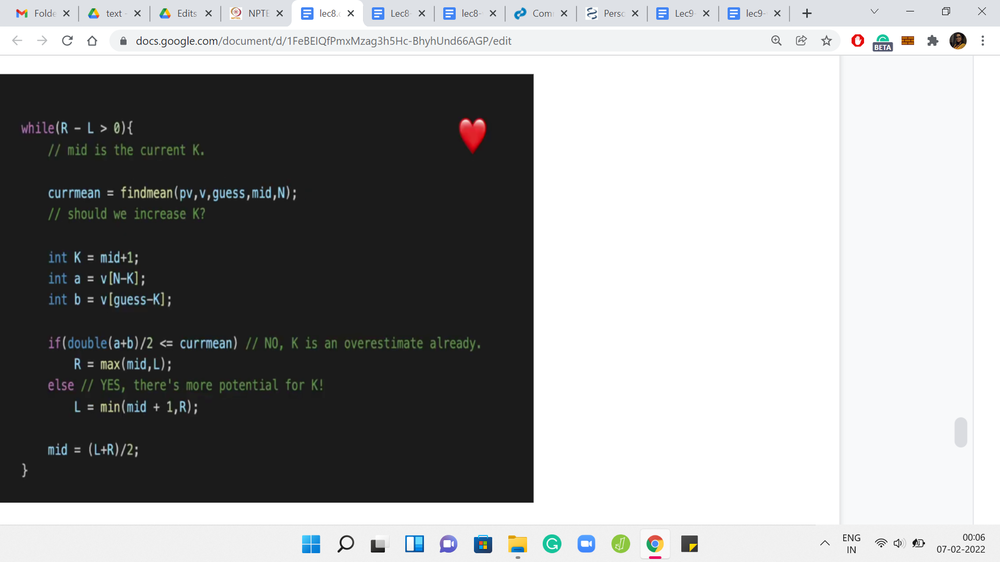 Folde
text -
Edits
NPTE
lec8.
Lec8-
lec8-
Comm
Perso
Lec9-
lec9-
docs.google.com/document/d/1FeBEIQfPmxMzag3h5Hc-BhyhUnd66AGP/edit
BETA
while(R - L > 0){
// mid is the current K.
currmean = findmean(pv,v,guess,mid,N);
// should we increase K?
int K = mid+1;
int a = v[N-K];
int b = v[guess-K];
if(double(a+b)/2 <= currmean) // NO, K is an overestimate already.
R = max(mid,L);
else // YES, there's more potential for K!
L = min(mid + 1,R);
mid = (L+R)/2;
}
ENG
IN
00:06
07-02-2022